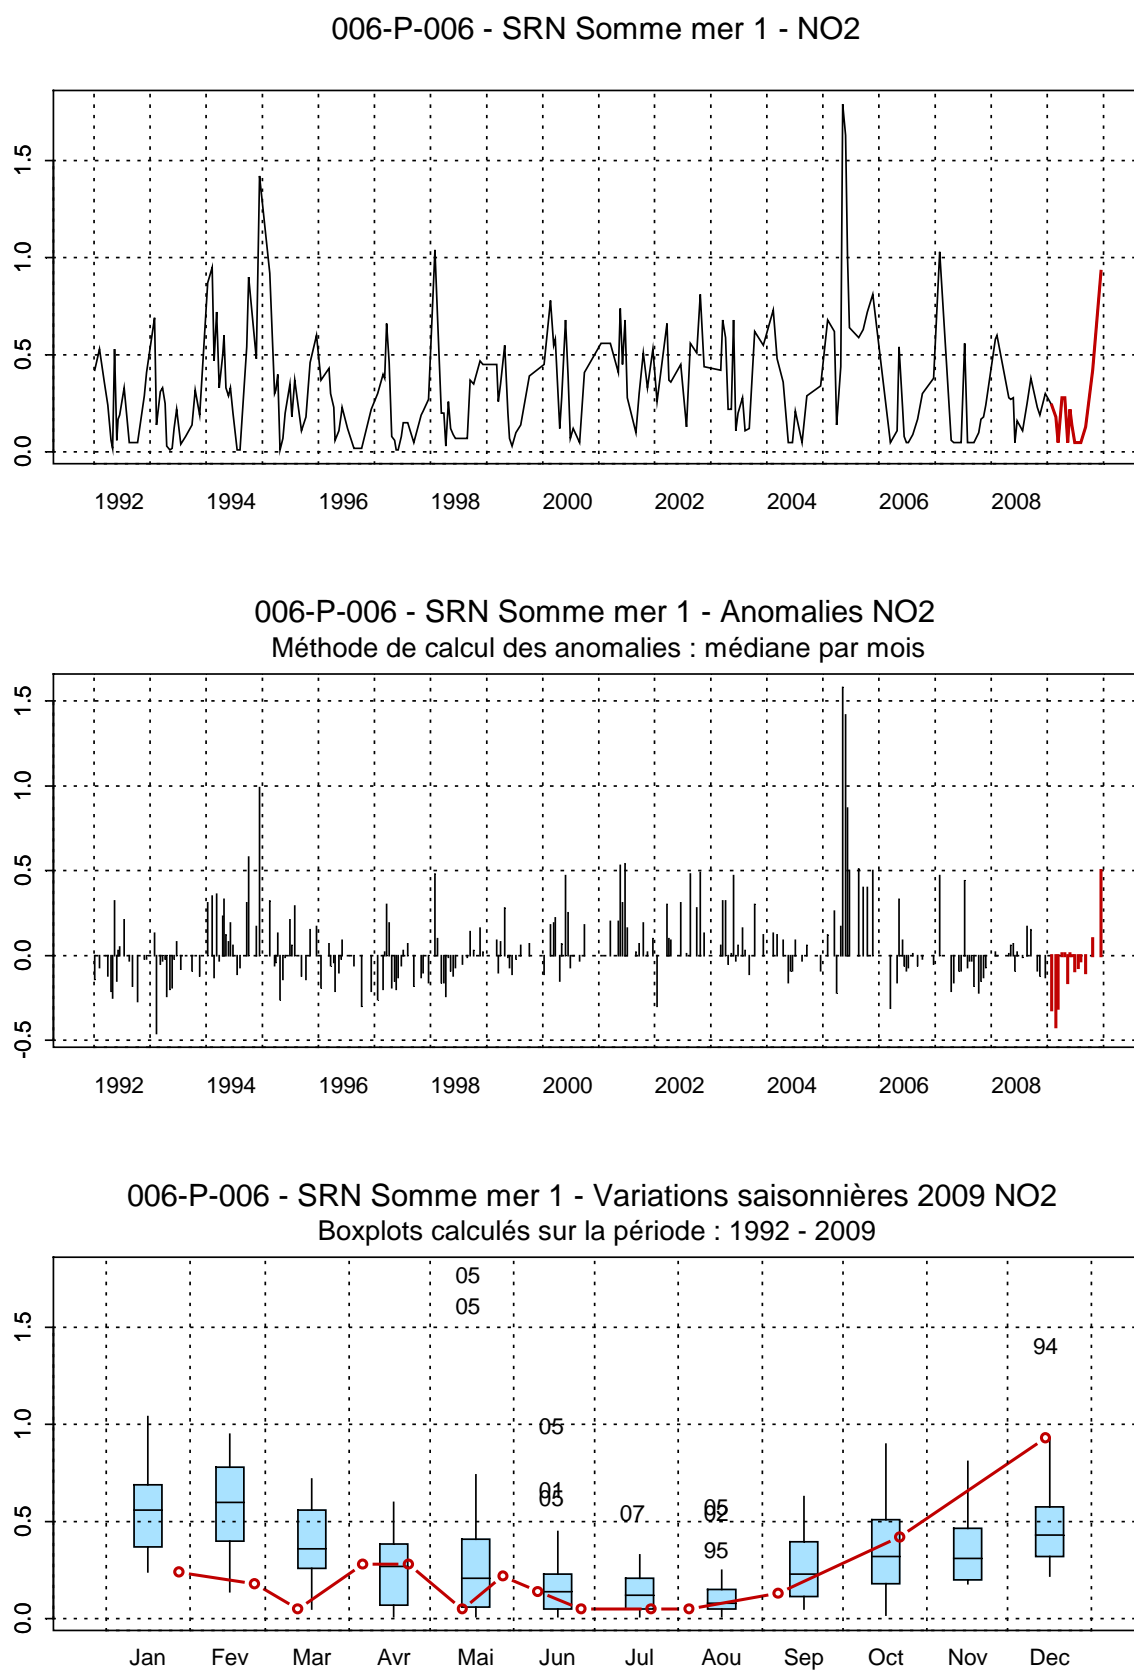 006-P-006 - SRN Somme mer 1 - NO2
1.5
1.0
0.5
0.0
1992 1994 1996 1998 2000 2002 2004 2006 2008
006-P-006 - SRN Somme mer 1 - Anomalies NO2
Méthode de calcul des anomalies : médiane par mois
1.5
1.0
0.5
0.0
-0.5
1992 1994 1996 1998 2000 2002 2004 2006 2008
006-P-006 - SRN Somme mer 1 - Variations saisonnières 2009 NO2
Boxplots calculés sur la période : 1992 - 2009
05
05
1.5
94
1.0
05
01
05
07
05
02
0.5
95
0.0
Jan Fev Mar Avr Mai Jun Jul Aou Sep Oct Nov Dec